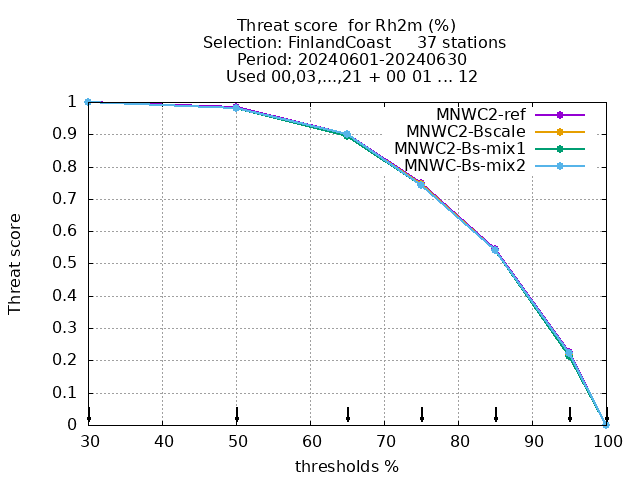 Threat score for Rh2m (%)
Selection: FinlandCoast 37 stations
Period: 20240601-20240630
Used 00,03,...,21 + 00 01 ... 12
MNWC2-ref
MNWC2-Bscale
MNWC2-Bs-mix1
MNWC-Bs-mix2
Threat score
1
0.9
0.8
0.7
0.6
0.5
0.4
0.3
0.2
0.1
0
30 40 50 60 70 80 90 100
thresholds %